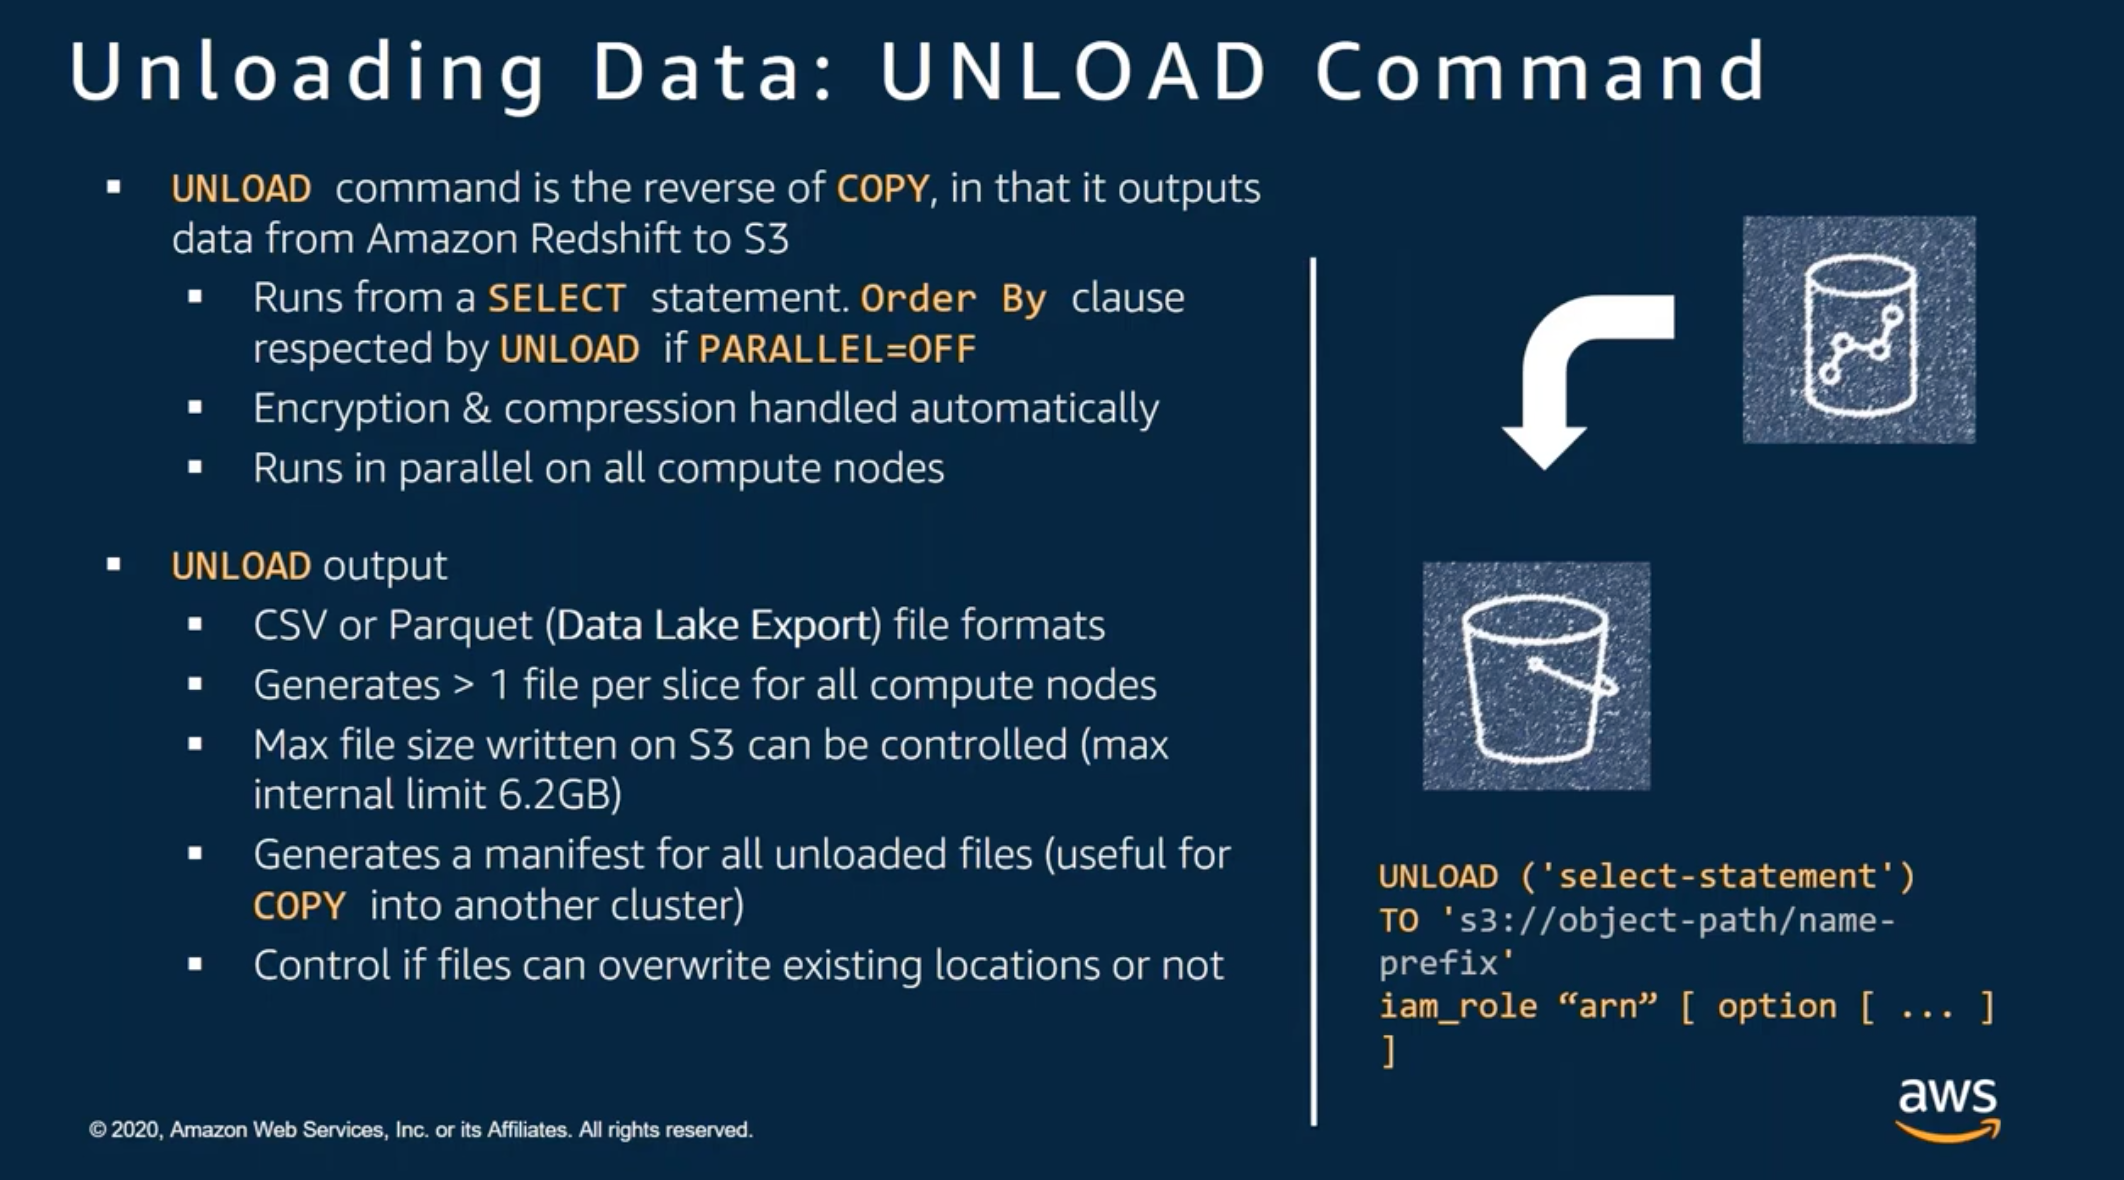 Unloading Data: UNLOAD Command
▪ UNLOAD command is the reverse of COPY, in that it outputs
data from Amazon Redshift to S3
▪ Runs from a SELECT statement. Order By clause
respected by UNLOAD if PARALLEL=OFF
▪ Encryption & compression handled automatically
▪ Runs in parallel on all compute nodes
▪ UNLOAD output
▪ CSV or Parquet (Data Lake Export) file formats
▪ Generates > 1 file per slice for all compute nodes
▪ Max file size written on S3 can be controlled (max
internal limit 6.2GB)
▪ Generates a manifest for all unloaded files (useful for
COPY into another cluster)
▪ Control if files can overwrite existing locations or not
UNLOAD ('select-statement')
TO 's3://object-path/name-
prefix'
iam_role “arn” [ option [ ... ]
]
aws
© 2020, Amazon Web Services, Inc. or its Affiliates. All rights reserved.